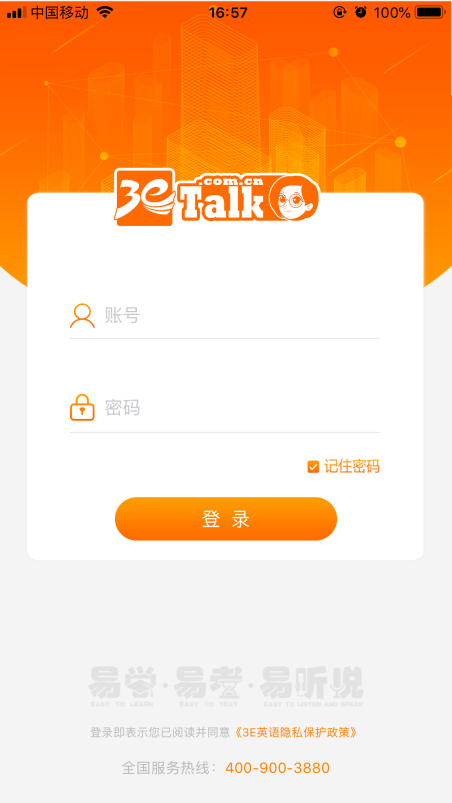 中国移动 16:57 100%
3e Talk .com.cn
账号
密码
记住密码
登 录
易学·易考·易听说
EASY TO LEARN EASY TO TEST EASY TO LISTEN AND SPEAK
登录即表示您已阅读并同意《3E英语隐私保护政策》
全国服务热线：400-900-3880